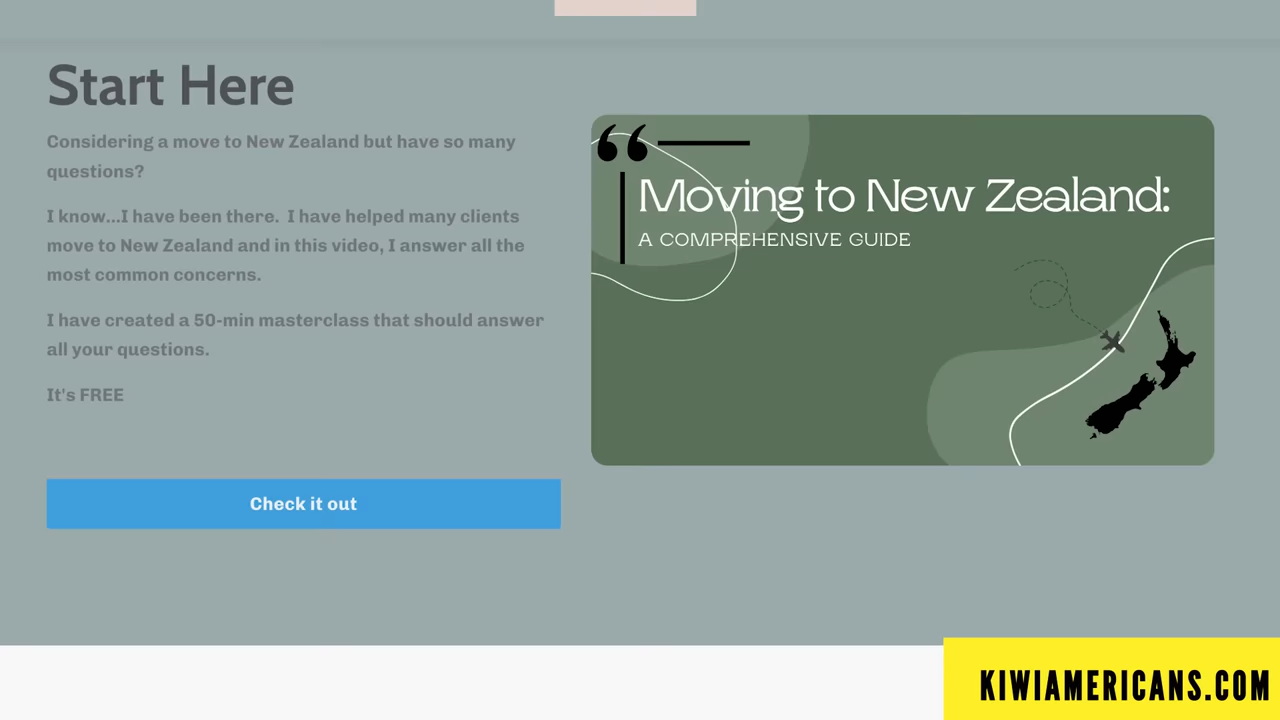 Start Here
Considering a move to New Zealand but have so many
questions?
I know...I have been there.  I have helped many clients
move to New Zealand and in this video, I answer all the
most common concerns.
I have created a 50-min masterclass that should answer
all your questions.
It's FREE
Check it out
“
Moving to New Zealand:
A COMPREHENSIVE GUIDE
KIWIAMERICANS.COM